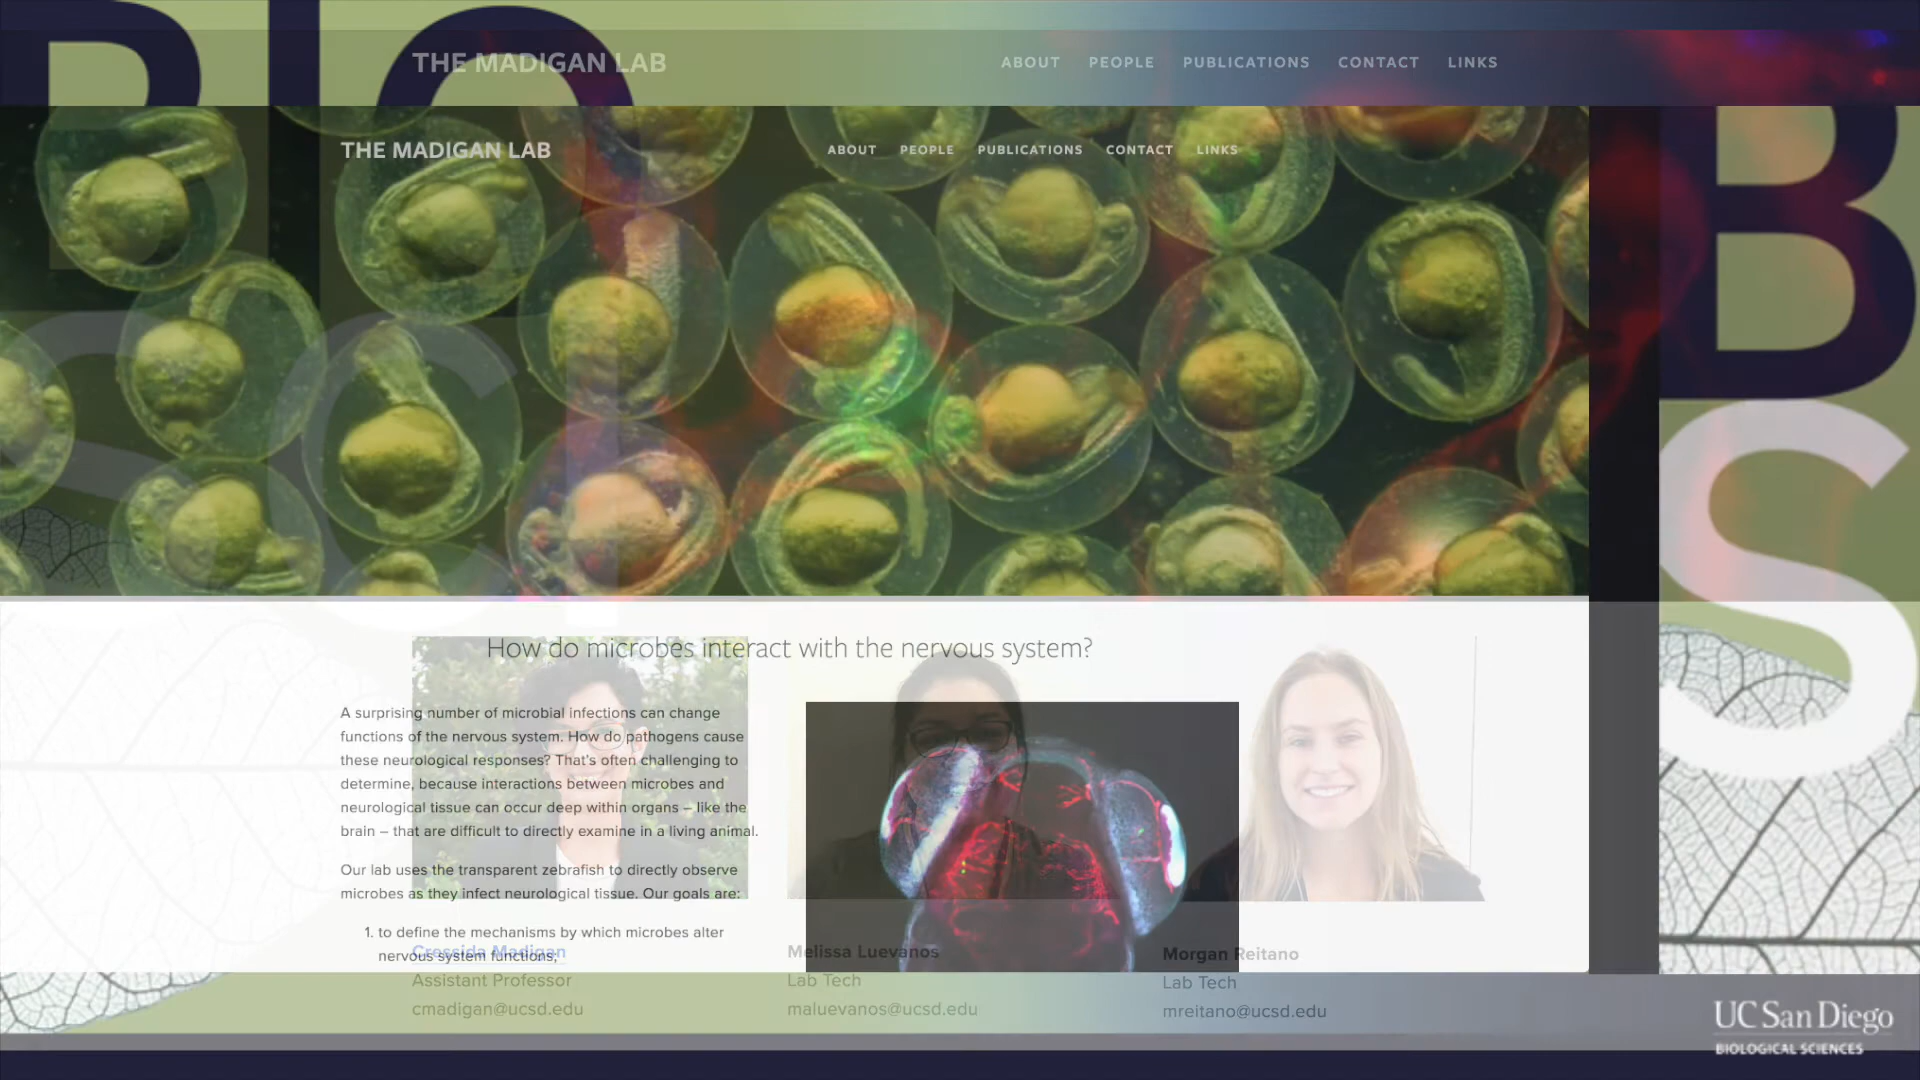 BIO
THE MADIGAN LAB
ABOUT PEOPLE PUBLICATIONS CONTACT LINKS
THE MADIGAN LAB
ABOUT PEOPLE PUBLICATIONS CONTACT LINKS
SCI
B
S
How do microbes interact with the nervous system?
A surprising number of microbial infections can change
functions of the nervous system. How do pathogens cause
these neurological responses? That's often challenging to
determine, because interactions between microbes and
neurological tissue can occur deep within organs – like the
brain – that are difficult to directly examine in a living animal.
Our lab uses the transparent zebrafish to directly observe
microbes as they infect neurological tissue. Our goals are:
1. to define the mechanisms by which microbes alter
nervous system functions;
Cressida Madigan
Assistant Professor
cmadigan@ucsd.edu
Melissa Luevanos
Lab Tech
maluevanos@ucsd.edu
Morgan Reitano
Lab Tech
mreitano@ucsd.edu
UC San Diego
BIOLOGICAL SCIENCES